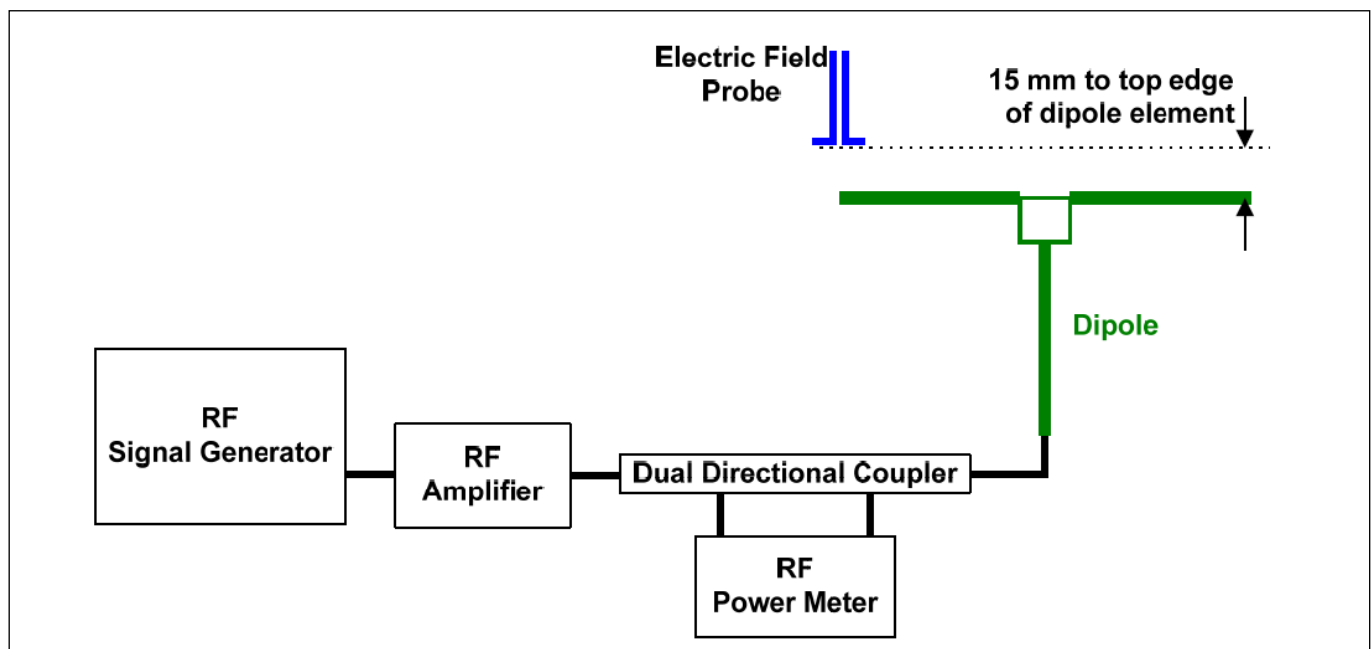 Electric Field
Probe
15 mm to top edge
of dipole element
Dipole
RF
Signal Generator
RF
Amplifier
Dual Directional Coupler
RF
Power Meter